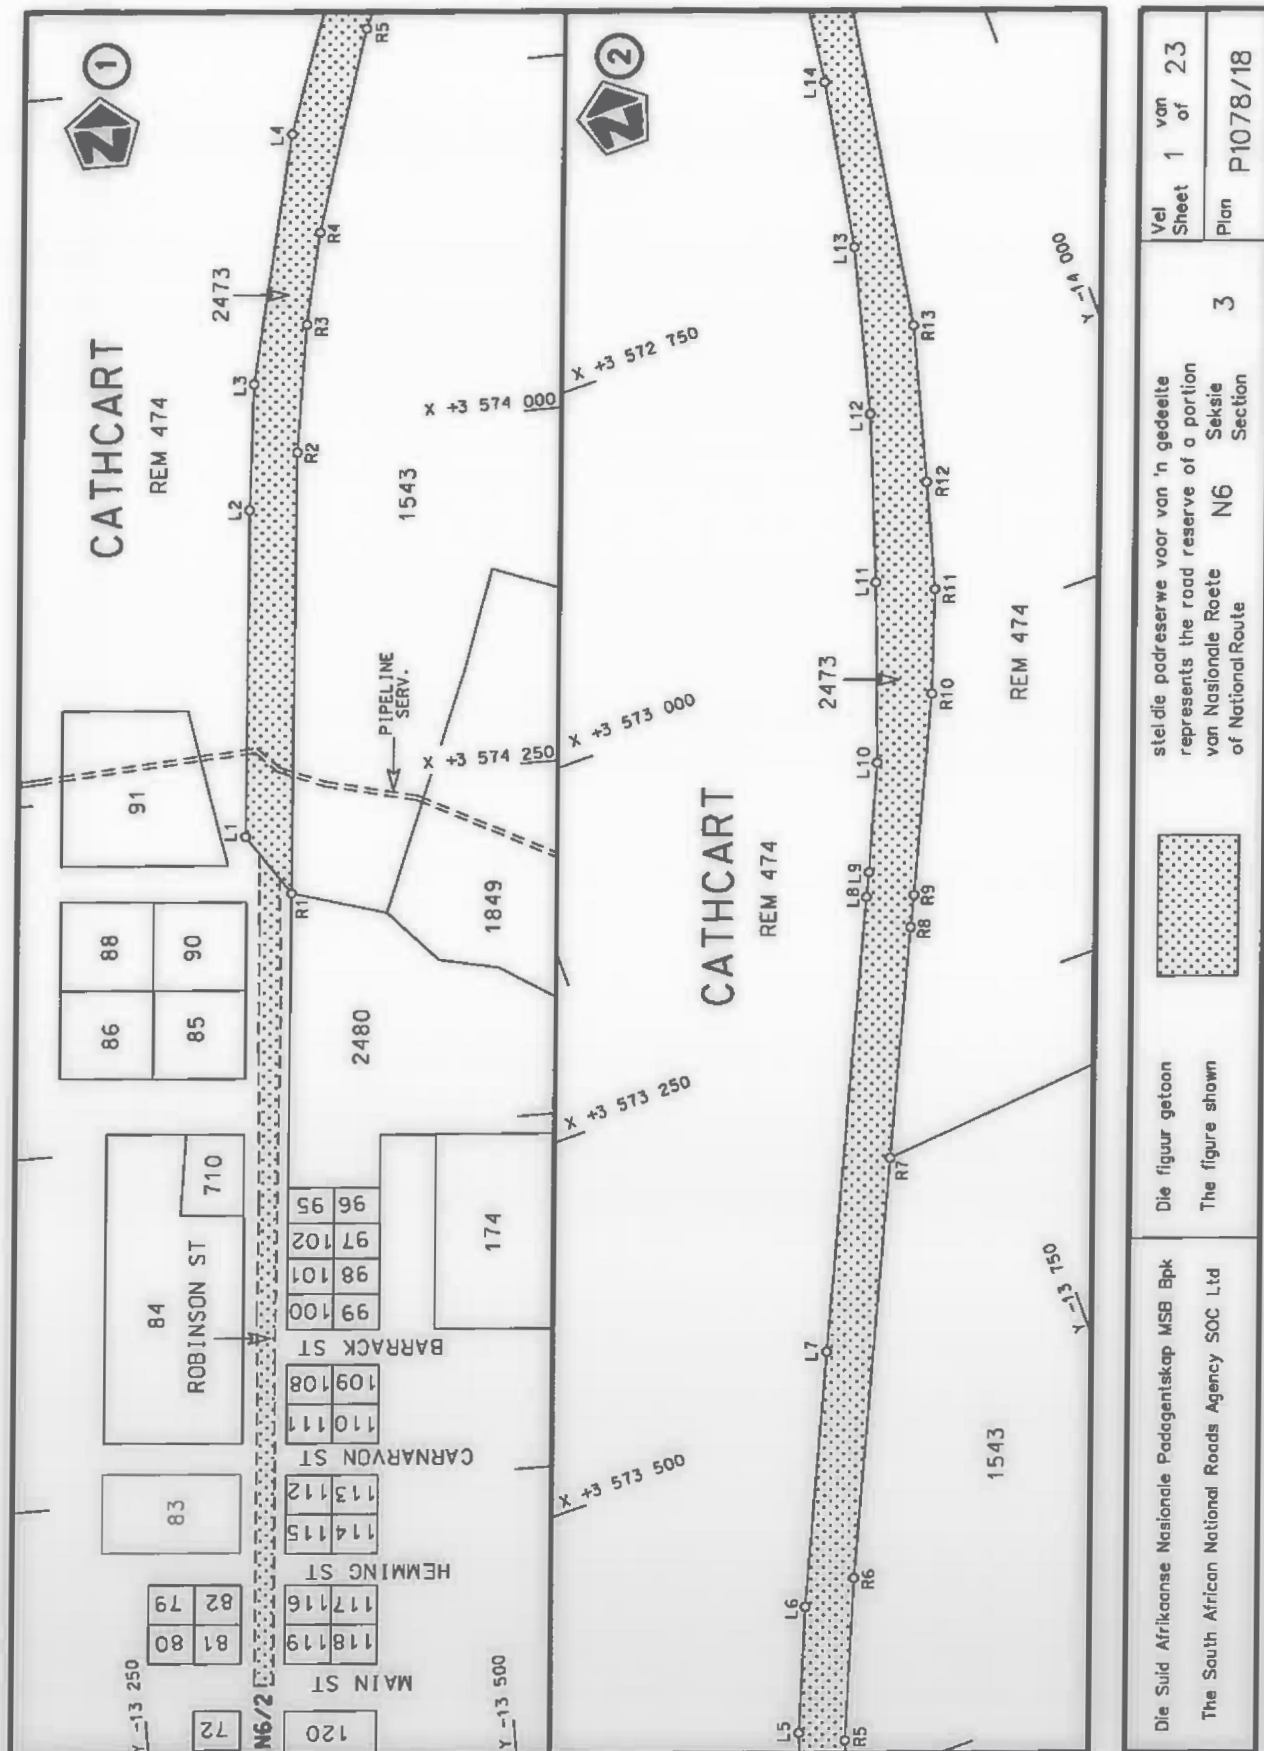 1
CATHCART
REM 474
2473
L1
L2
L3
L4
R1
R2
R3
R4
R5
1543
X +3 574 000
X +3 574 250
PIPELINE
SERV.
91
88
90
86
85
1849
2480
710
84
ROBINSON ST
174
95
96
102
97
101
98
100
99
BARRACK ST
108
109
111
110
CARNARVON ST
83
112
113
115
114
HEMMING ST
79
82
80
81
116
117
119
118
MAIN ST
72
N6/2
120
Y -13 250
Y -13 500
2
CATHCART
REM 474
2473
L5
L6
L7
L8
L9
L10
L11
L12
L13
L14
R5
R6
R7
R8
R9
R10
R11
R12
R13
X +3 572 750
X +3 573 000
X +3 573 250
X +3 573 500
Y -14 000
Y -13 750
REM 474
1543
Die Suid Afrikaanse Nasionale Padagentskap MSB Bpk
The South African National Roads Agency SOC Ltd
Die figuur getoon
The figure shown
stel die padreserwe voor van 'n gedeelte
represents the road reserve of a portion
van Nasionale Roete N6 Seksie 3
of National Route Section
Vel 1 van 23
Sheet of
Plan P1078/18